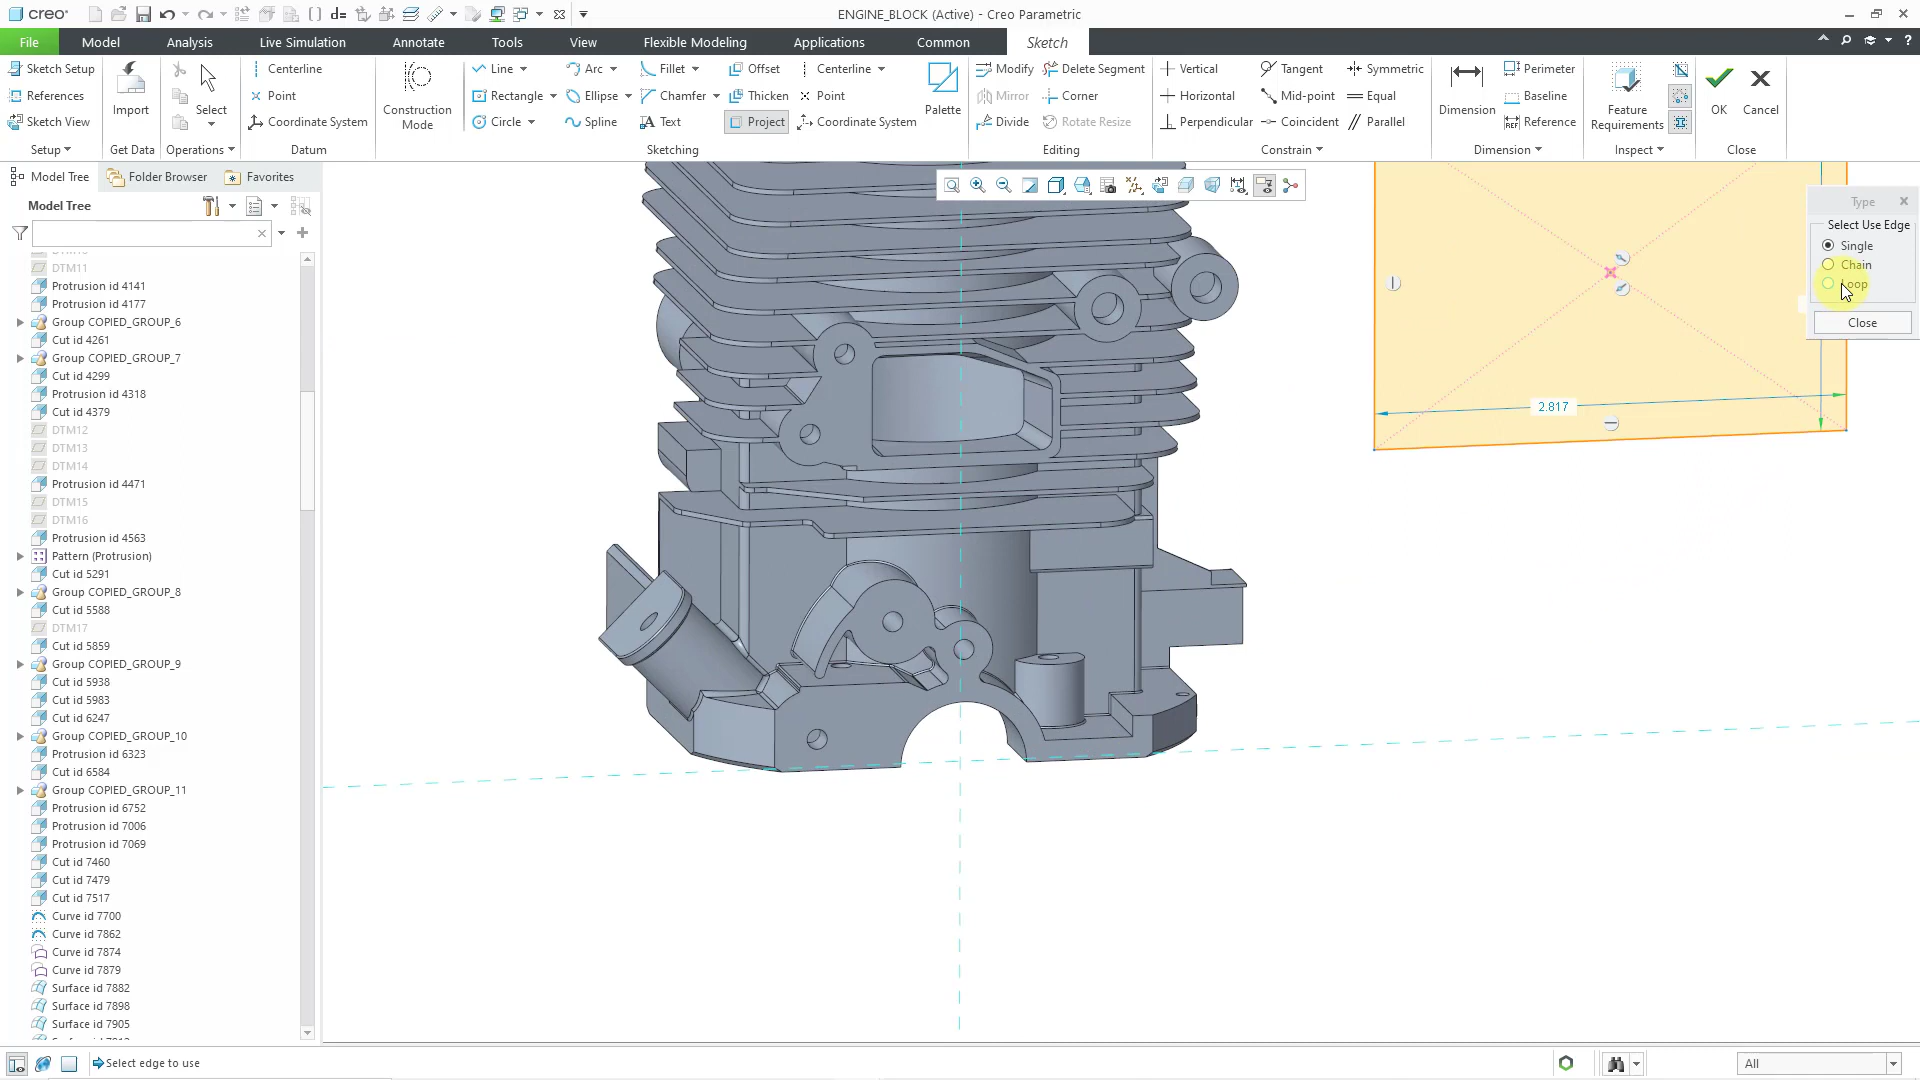 creo
d=
ENGINE_BLOCK (Active) - Creo Parametric
File
Model
Analysis
Live Simulation
Annotate
Tools
View
Flexible Modeling
Applications
Common
Sketch
Sketch Setup
References
Sketch View
Setup
Import
Get Data
Select
Operations
Centerline
Point
Coordinate System
Datum
Construction
Mode
Line
Rectangle
Circle
Arc
Ellipse
Spline
Fillet
Chamfer
Text
Offset
Thicken
Project
Centerline
Point
Coordinate System
Palette
Sketching
Modify
Mirror
Divide
Delete Segment
Corner
Rotate Resize
Editing
Vertical
Horizontal
Perpendicular
Tangent
Mid-point
Coincident
Symmetric
Equal
Parallel
Constrain
Dimension
Perimeter
Baseline
Reference
Dimension
Feature
Requirements
Inspect
OK
Cancel
Close
Model Tree
Folder Browser
Favorites
Model Tree
DTM11
Protrusion id 4141
Protrusion id 4177
Group COPIED_GROUP_6
Cut id 4261
Group COPIED_GROUP_7
Cut id 4299
Protrusion id 4318
Cut id 4379
DTM12
DTM13
DTM14
Protrusion id 4471
DTM15
DTM16
Protrusion id 4563
Pattern (Protrusion)
Cut id 5291
Group COPIED_GROUP_8
Cut id 5588
DTM17
Cut id 5859
Group COPIED_GROUP_9
Cut id 5938
Cut id 5983
Cut id 6247
Group COPIED_GROUP_10
Protrusion id 6323
Cut id 6584
Group COPIED_GROUP_11
Protrusion id 6752
Protrusion id 7006
Protrusion id 7069
Cut id 7460
Cut id 7479
Cut id 7517
Curve id 7700
Curve id 7862
Curve id 7874
Curve id 7879
Surface id 7882
Surface id 7898
Surface id 7905
2.817
Type
Select Use Edge
Single
Chain
Loop
Close
Select edge to use
All